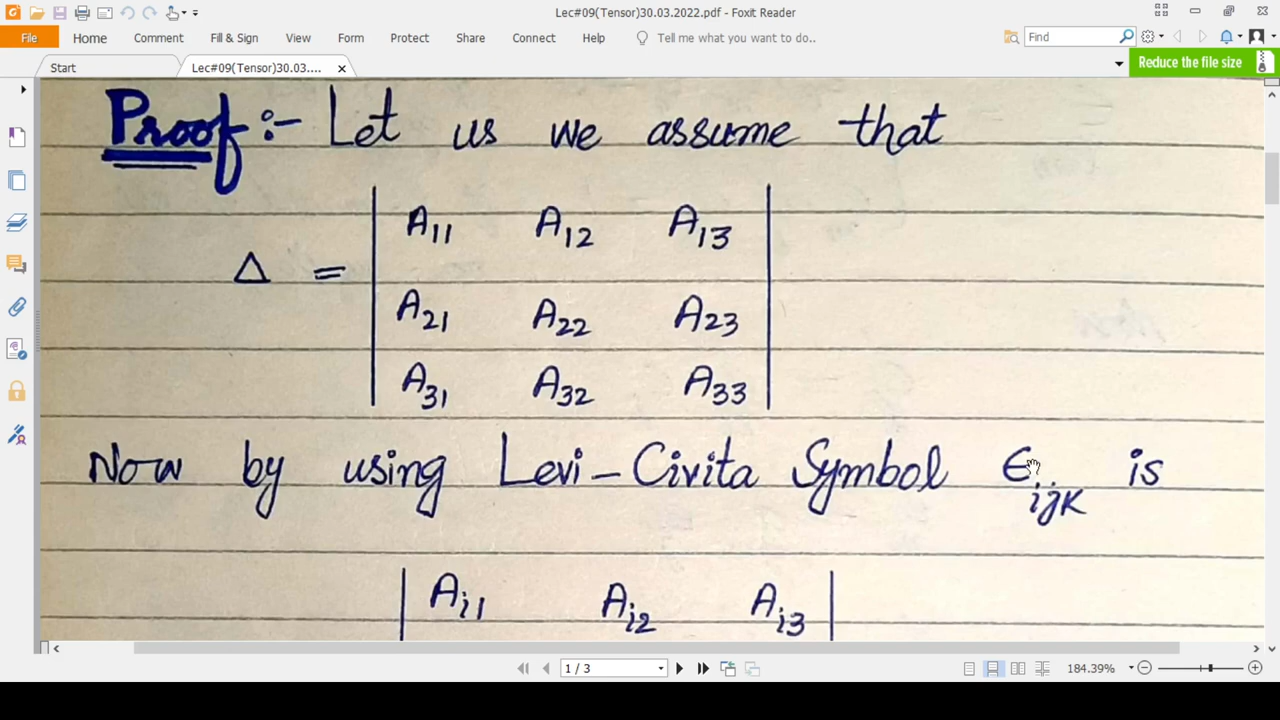 Lec#09(Tensor)30.03.2022.pdf - Foxit Reader
File Home Comment Fill & Sign View Form Protect Share Connect Help Tell me what you want to do.. Find
Start Lec#09(Tensor)30.03.... Reduce the file size
Proof :- Let us we assume that
A11 A12 A13
Δ =
A21 A22 A23
A31 A32 A33
Now by using Levi-Civita Symbol ϵijk is
Ai1 Ai2 Ai3
1 / 3 184.39%